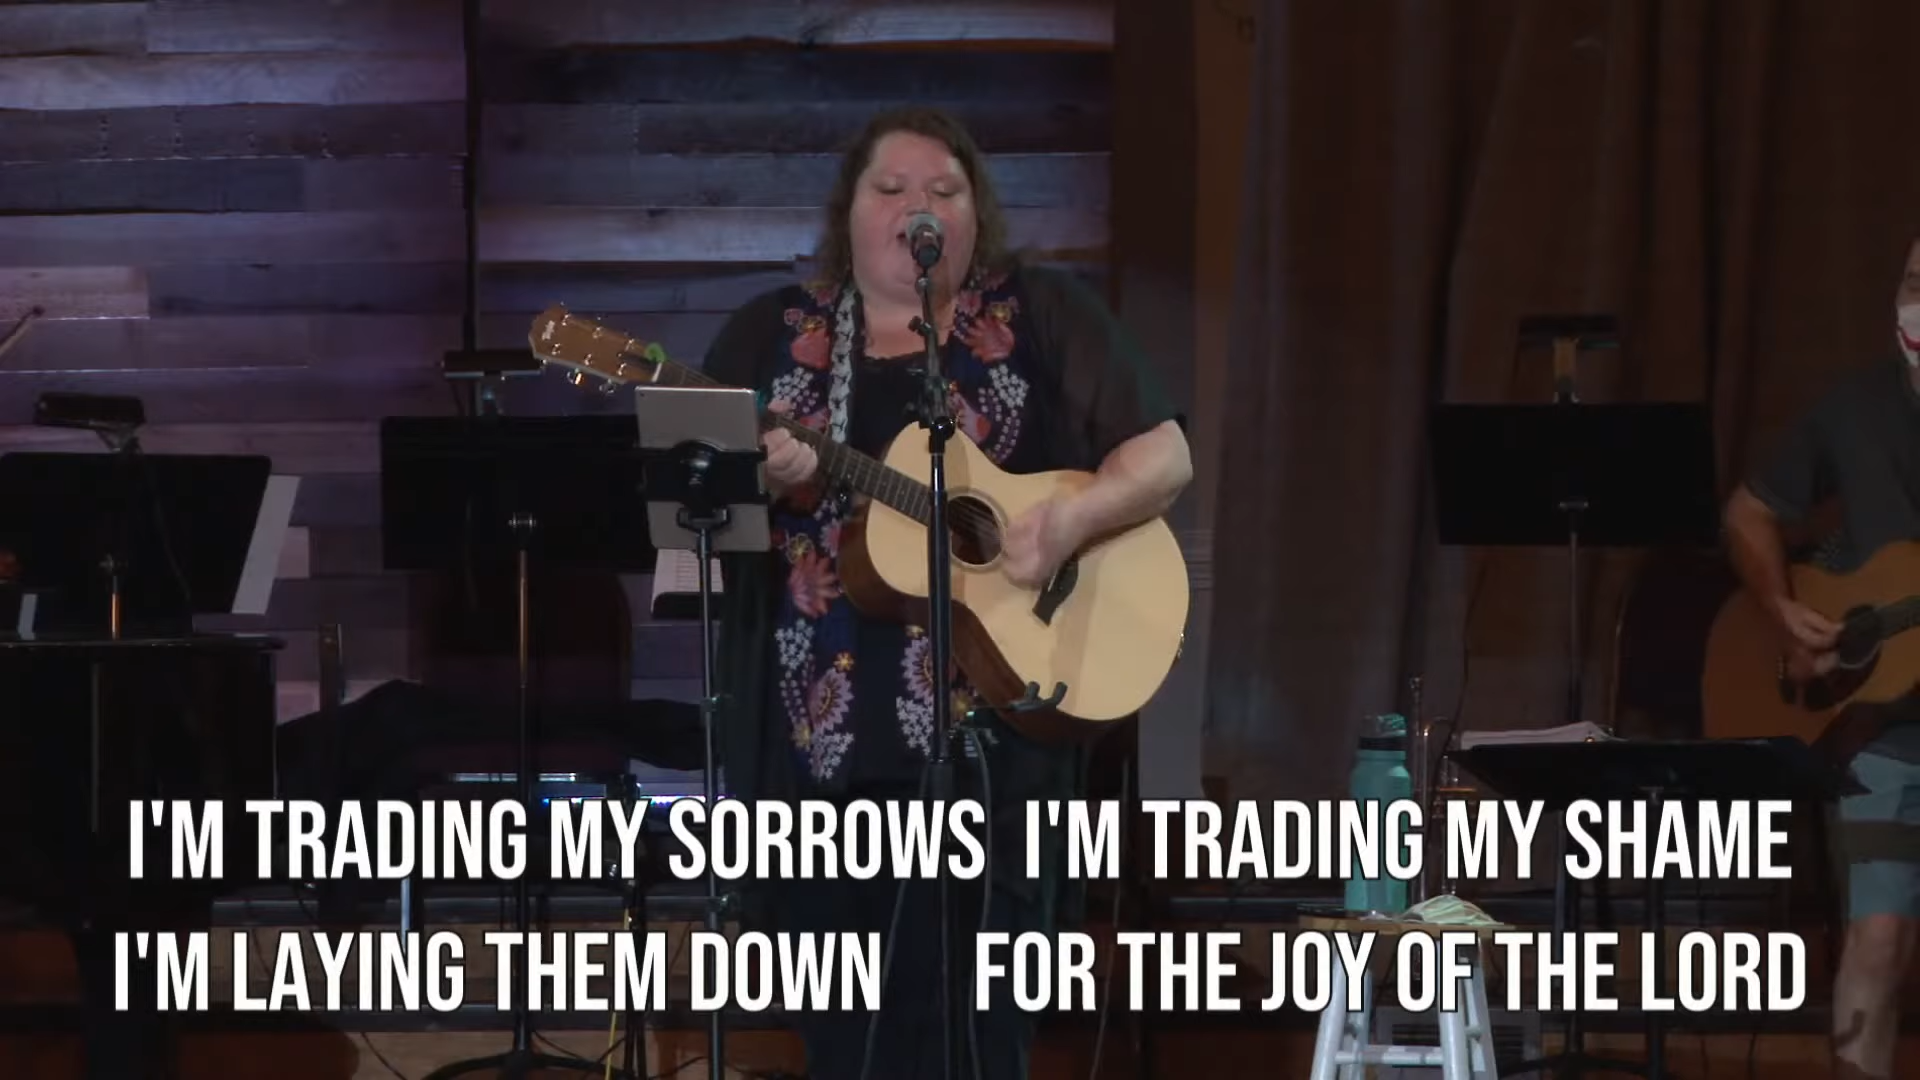 I'M TRADING MY SORROWS I'M TRADING MY SHAME
I'M LAYING THEM DOWN FOR THE JOY OF THE LORD